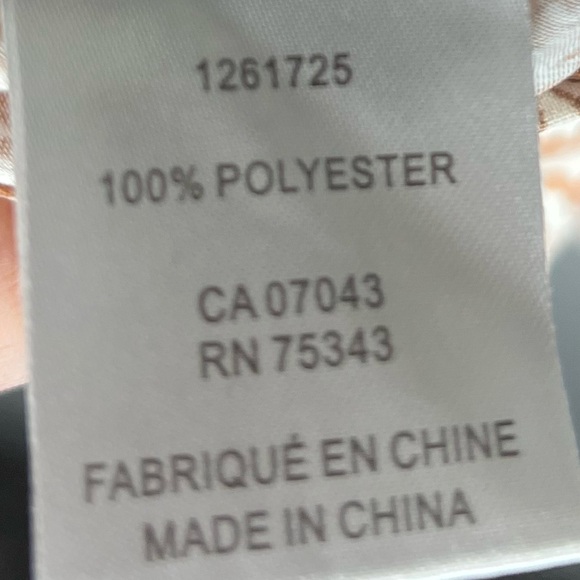 1261725
100% POLYESTER
CA 07043
RN 75343
FABRIQUÉ EN CHINE
MADE IN CHINA